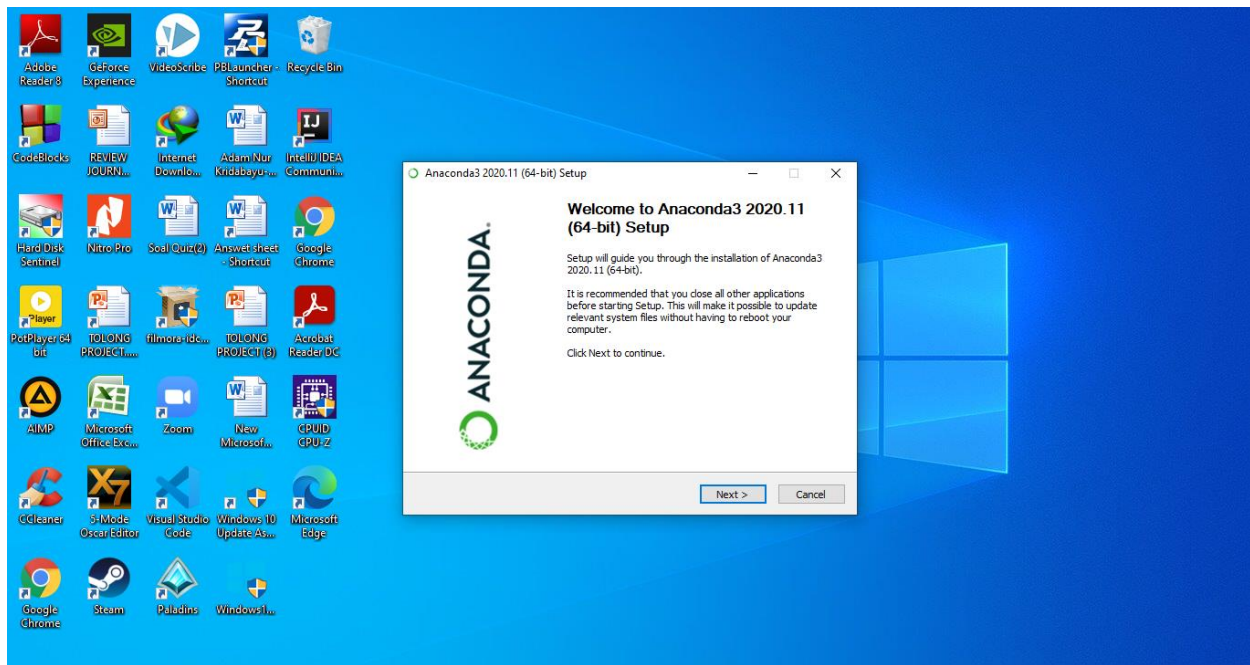 Adobe
Reader 8
GeForce
Experience
VideoScribe
PBLauncher -
Shortcut
Recycle Bin
CodeBlocks
REVIEW
JOURN...
Internet
Downlo...
Adam Nur
Kridabayu-...
IntelliJ IDEA
Communi...
Hard Disk
Sentinel
Nitro Pro
Soal Quiz(2)
Answet sheet
- Shortcut
Google
Chrome
Player
PotPlayer 64
bit
TOLONG
PROJECT....
filmora-idc...
TOLONG
PROJECT (3)
Acrobat
Reader DC
AIMP
Microsoft
Office Exc...
Zoom
New
Microsof...
CPUID
GPU-Z
CCleaner
X7
5-Mode
Oscar Editor
Visual Studio
Code
Windows 10
Update As...
Microsoft
Edge
Google
Chrome
Steam
Paladins
Windows1...
Anaconda3 2020.11 (64-bit) Setup
ANACONDA.
Welcome to Anaconda3 2020.11
(64-bit) Setup
Setup will guide you through the installation of Anaconda3
2020.11 (64-bit).
It is recommended that you close all other applications
before starting Setup. This will make it possible to update
relevant system files without having to reboot your
computer.
Click Next to continue.
Next >
Cancel